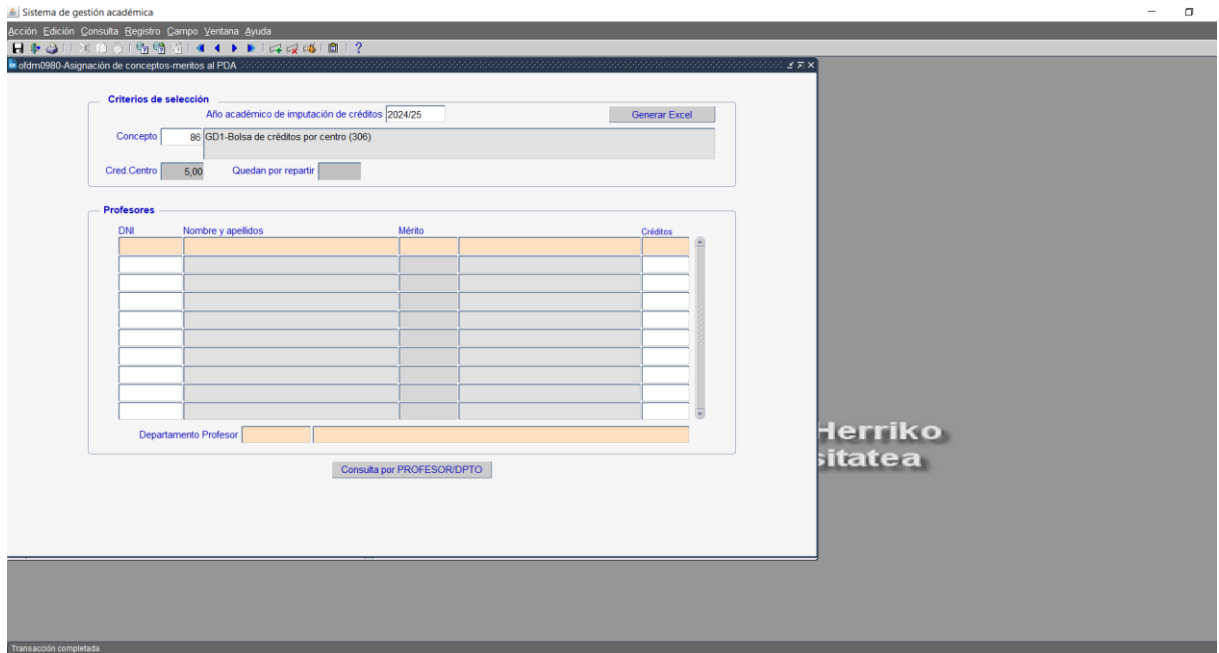 Sistema de gestión académica
Acción Edición Consulta Registro Campo Ventana Ayuda
ofdm0980-Asignación de conceptos-meritos al PDA
Criterios de selección
Año académico de imputación de créditos 2024/25 Generar Excel
Concepto 86 GD1-Bolsa de créditos por centro (306)
Cred.Centro 5,00 Quedan por repartir
Profesores
DNI Nombre y apellidos Mérito Créditos
Departamento Profesor
Consulta por PROFESOR/DPTO
Herriko
sitatea
Transacción completada